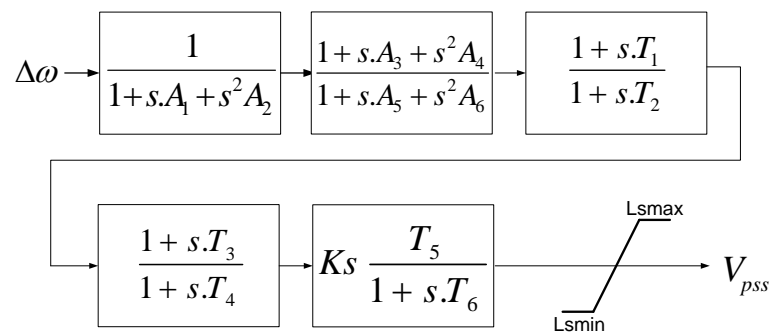 Δω
1
1+s.A₁+s²A₂
1+s.A₃+s²A₄
1+s.A₅+s²A₆
1+s.T₁
1+s.T₂
1+s.T₃
1+s.T₄
Ks T₅
1+s.T₆
Lsmax
Lsmin
Vpss